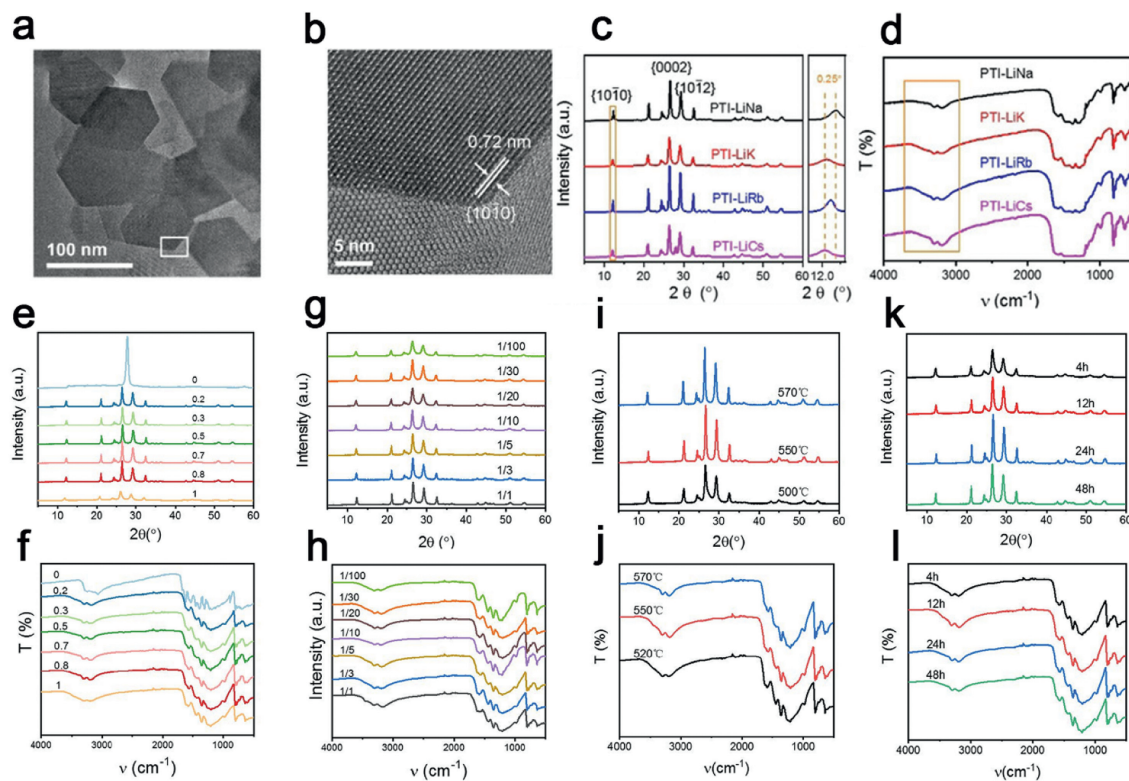 a
100 nm
b
0.72 nm
{101̄0}
5 nm
c
{0002}
{101̄0}
{101̄2}
PTI-LiNa
PTI-LiK
PTI-LiRb
PTI-LiCs
0.25°
Intensity (a.u.)
10 20 30 40 50 60
12.0
2 θ (°)
2 θ (°)
d
PTI-LiNa
PTI-LiK
PTI-LiRb
PTI-LiCs
T (%)
4000 3000 2000 1000
ν (cm-1)
e
0
0.2
0.3
0.5
0.7
0.8
1
Intensity (a.u.)
10 20 30 40 50 60
2θ(°)
g
1/100
1/30
1/20
1/10
1/5
1/3
1/1
Intensity (a.u.)
10 20 30 40 50 60
2θ (°)
i
570℃
550℃
500℃
Intensity (a.u.)
10 20 30 40 50 60
2θ (°)
k
4h
12h
24h
48h
Intensity (a.u.)
10 20 30 40 50 60
2θ(°)
f
0
0.2
0.3
0.5
0.7
0.8
1
T (%)
4000 3000 2000 1000
ν (cm-1)
h
1/100
1/30
1/20
1/10
1/5
1/3
1/1
Intensity (a.u.)
4000 3000 2000 1000
ν (cm-1)
j
570℃
550℃
520℃
T (%)
4000 3000 2000 1000
ν(cm-1)
l
4h
12h
24h
48h
T (%)
4000 3000 2000 1000
ν(cm-1)